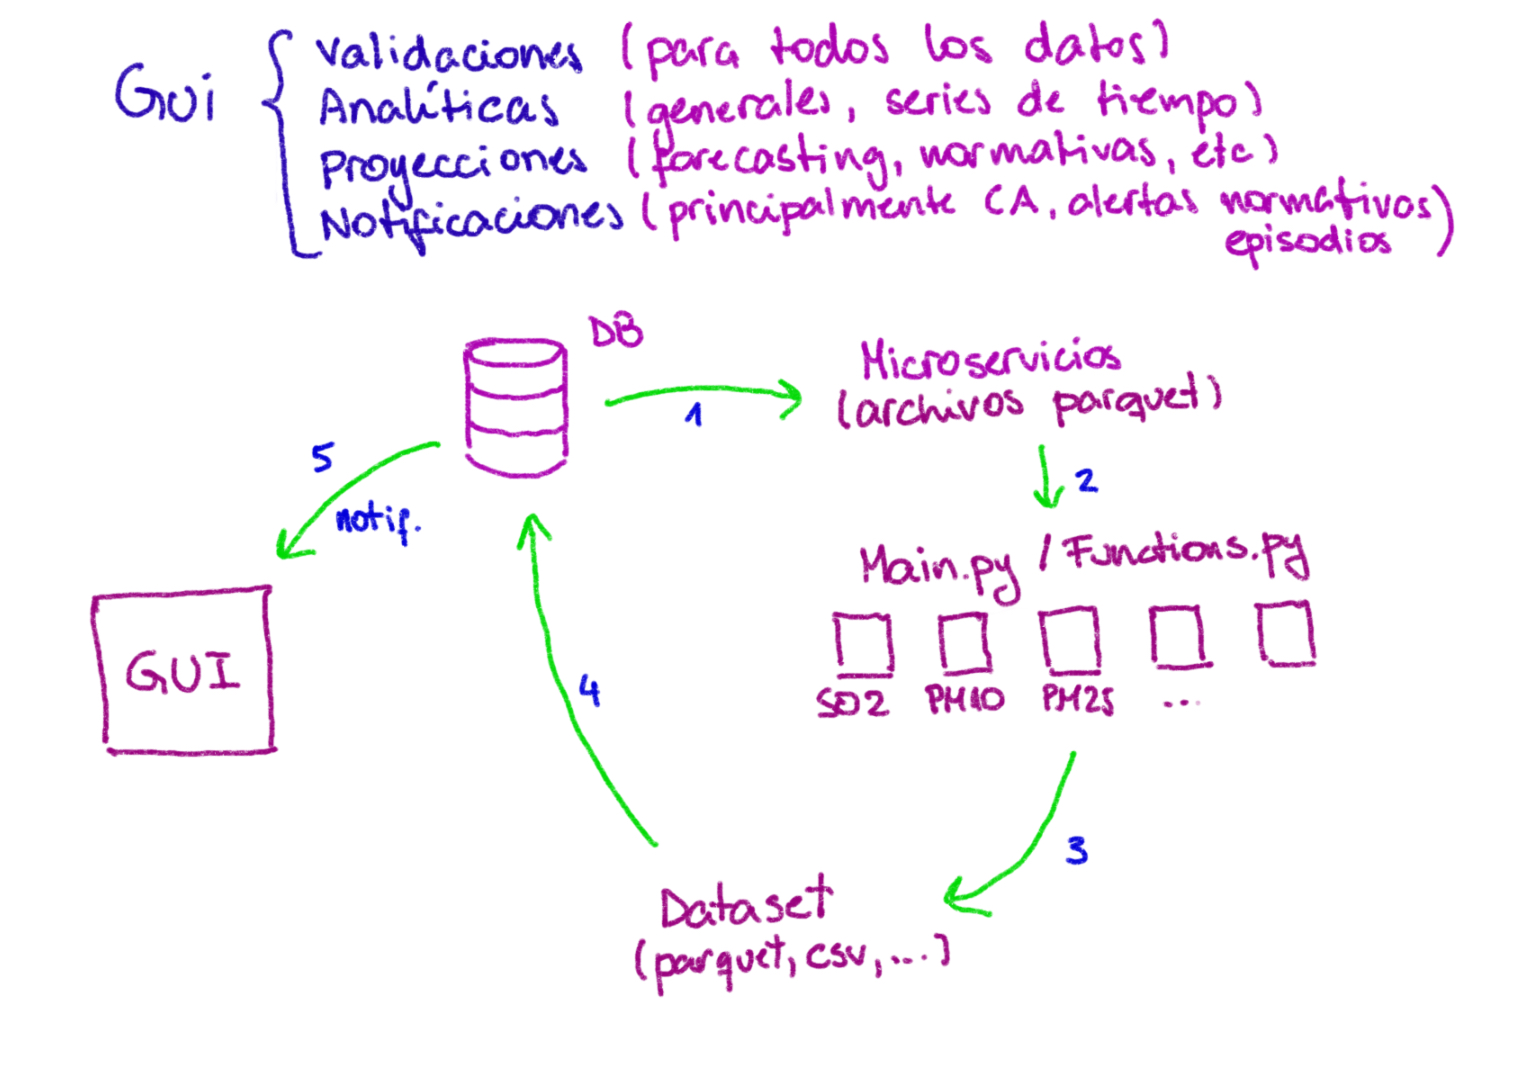 Gui
Validaciones (para todos los datos)
Analíticas (generales, series de tiempo)
Proyecciones (forecasting, normativas, etc)
Notificaciones (principalmente CA, alertas normativos episodios)
DB
1
Microservicios
(archivos parquet)
5
notif.
2
Main.py / Functions.py
GUI
SO2 PM10 PM25 ...
4
3
Dataset
(parquet, csv, ...)